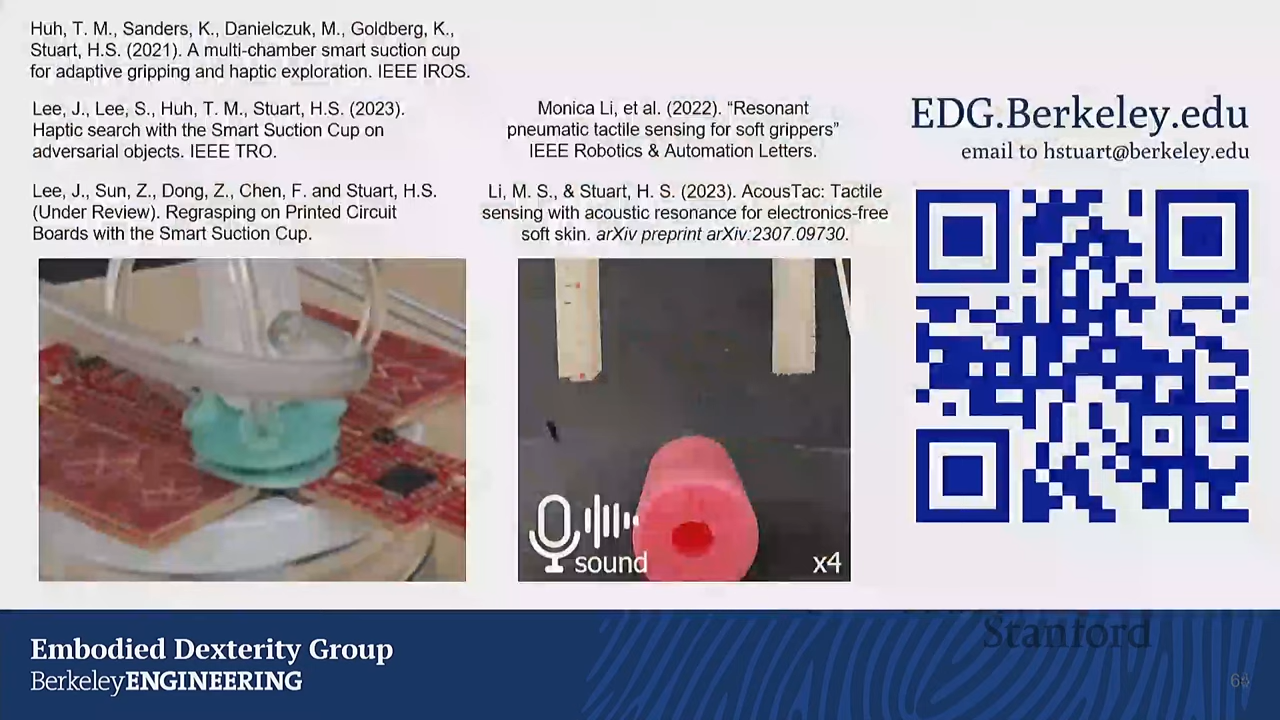 Huh, T. M., Sanders, K., Danielczuk, M., Goldberg, K.,
Stuart, H.S. (2021). A multi-chamber smart suction cup
for adaptive gripping and haptic exploration. IEEE IROS.
Lee, J., Lee, S., Huh, T. M., Stuart, H.S. (2023).
Haptic search with the Smart Suction Cup on
adversarial objects. IEEE TRO.
Lee, J., Sun, Z., Dong, Z., Chen, F. and Stuart, H.S.
(Under Review). Regrasping on Printed Circuit
Boards with the Smart Suction Cup.
Monica Li, et al. (2022). “Resonant
pneumatic tactile sensing for soft grippers”
IEEE Robotics & Automation Letters.
Li, M. S., & Stuart, H. S. (2023). AcousTac: Tactile
sensing with acoustic resonance for electronics-free
soft skin. arXiv preprint arXiv:2307.09730.
EDG.Berkeley.edu
email to hstuart@berkeley.edu
sound
x4
Embodied Dexterity Group
BerkeleyENGINEERING
Stanford